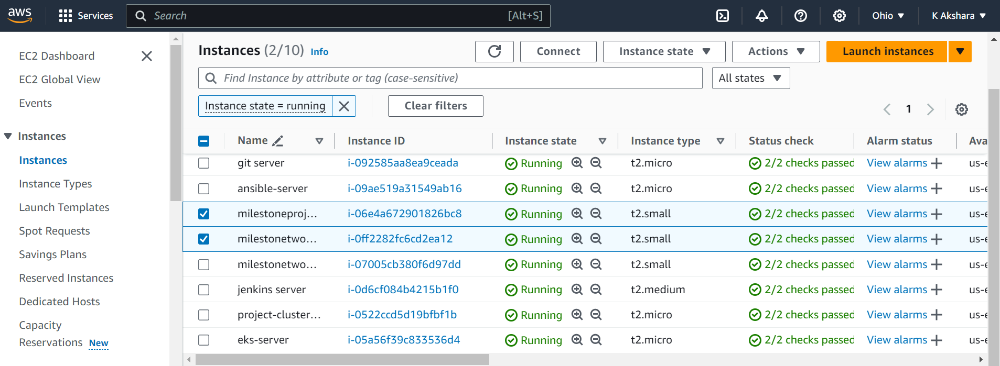 aws
Services
Search
[Alt+S]
Ohio
K Akshara
EC2 Dashboard
EC2 Global View
Events
Instances
Instances
Instance Types
Launch Templates
Spot Requests
Savings Plans
Reserved Instances
Dedicated Hosts
Capacity
Reservations New
Instances (2/10) Info
Connect
Instance state
Actions
Launch instances
Find Instance by attribute or tag (case-sensitive)
All states
Instance state = running
Clear filters
1
Name Instance ID Instance state Instance type Status check Alarm status Ava
git server i-092585aa8ea9ceada Running t2.micro 2/2 checks passed View alarms us-e
ansible-server i-09ae519a31549ab16 Running t2.micro 2/2 checks passed View alarms us-e
milestoneproj... i-06e4a672901826bc8 Running t2.small 2/2 checks passed View alarms us-e
milestonetwo... i-0ff2282fc6cd2ea12 Running t2.small 2/2 checks passed View alarms us-e
milestonetwo... i-07005cb380f6d97dd Running t2.small 2/2 checks passed View alarms us-e
jenkins server i-0d6cf084b4215b1f0 Running t2.medium 2/2 checks passed View alarms us-e
project-cluster... i-0522ccd5d19bfbf1b Running t2.micro 2/2 checks passed View alarms us-e
eks-server i-05a56f39c833536d4 Running t2.micro 2/2 checks passed View alarms us-e